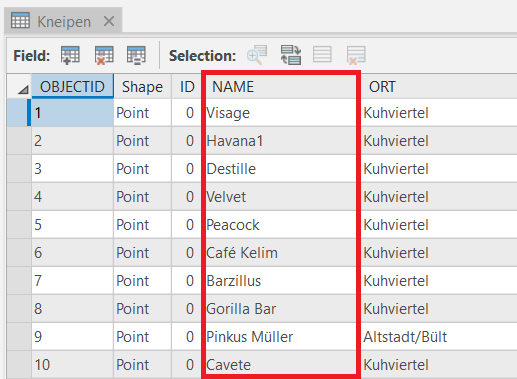 Kneipen
Field: Selection:
OBJECTID Shape ID NAME ORT
1 Point 0 Visage Kuhviertel
2 Point 0 Havana1 Kuhviertel
3 Point 0 Destille Kuhviertel
4 Point 0 Velvet Kuhviertel
5 Point 0 Peacock Kuhviertel
6 Point 0 Café Kelim Kuhviertel
7 Point 0 Barzillus Kuhviertel
8 Point 0 Gorilla Bar Kuhviertel
9 Point 0 Pinkus Müller Altstadt/Bült
10 Point 0 Cavete Kuhviertel